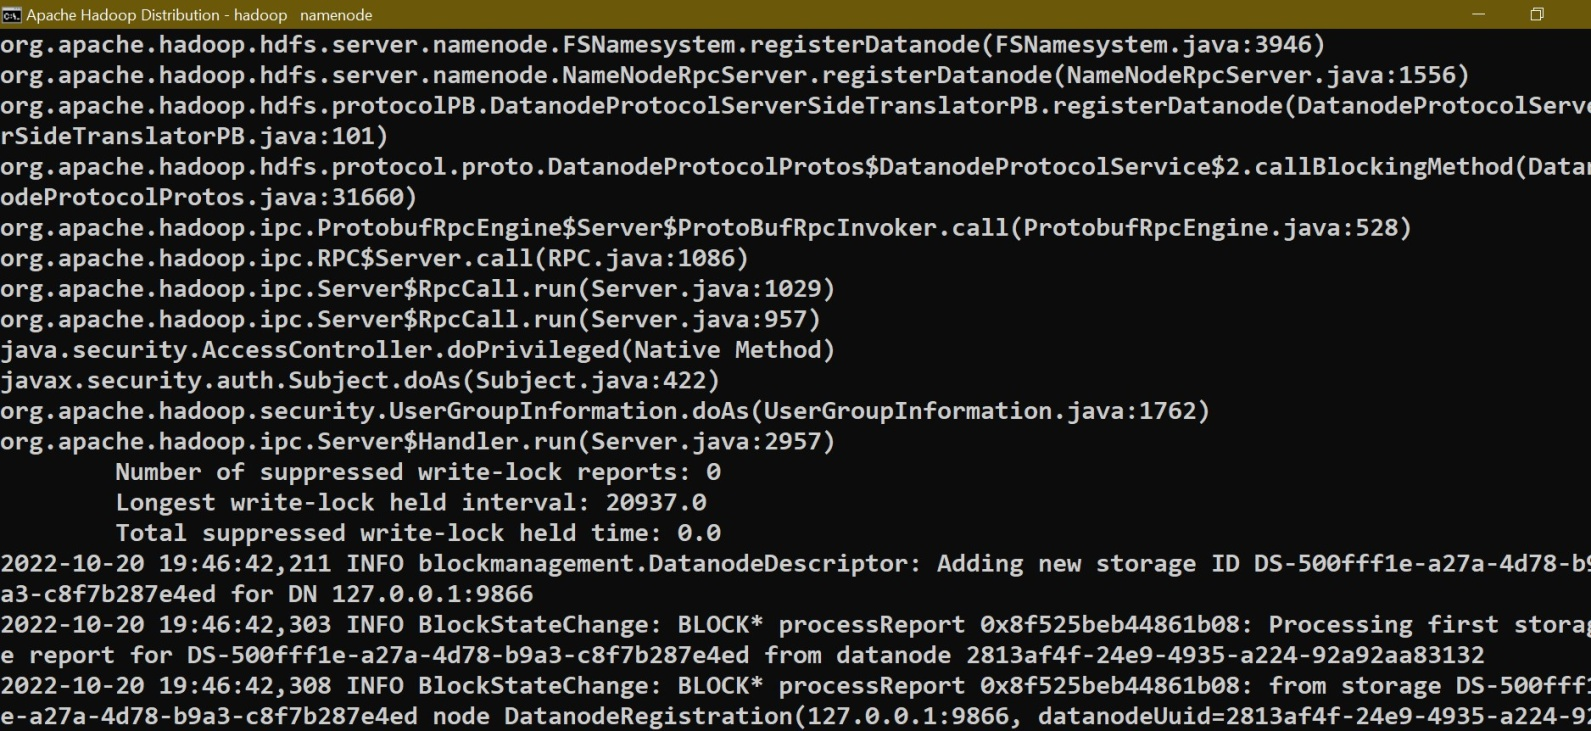 Apache Hadoop Distribution - hadoop   namenode
org.apache.hadoop.hdfs.server.namenode.FSNamesystem.registerDatanode(FSNamesystem.java:3946)
org.apache.hadoop.hdfs.server.namenode.NameNodeRpcServer.registerDatanode(NameNodeRpcServer.java:1556)
org.apache.hadoop.hdfs.protocolPB.DatanodeProtocolServerSideTranslatorPB.registerDatanode(DatanodeProtocolServe
rSideTranslatorPB.java:101)
org.apache.hadoop.hdfs.protocol.proto.DatanodeProtocolProtos$DatanodeProtocolService$2.callBlockingMethod(Datan
odeProtocolProtos.java:31660)
org.apache.hadoop.ipc.ProtobufRpcEngine$Server$ProtoBufRpcInvoker.call(ProtobufRpcEngine.java:528)
org.apache.hadoop.ipc.RPC$Server.call(RPC.java:1086)
org.apache.hadoop.ipc.Server$RpcCall.run(Server.java:1029)
org.apache.hadoop.ipc.Server$RpcCall.run(Server.java:957)
java.security.AccessController.doPrivileged(Native Method)
javax.security.auth.Subject.doAs(Subject.java:422)
org.apache.hadoop.security.UserGroupInformation.doAs(UserGroupInformation.java:1762)
org.apache.hadoop.ipc.Server$Handler.run(Server.java:2957)
        Number of suppressed write-lock reports: 0
        Longest write-lock held interval: 20937.0
        Total suppressed write-lock held time: 0.0
2022-10-20 19:46:42,211 INFO blockmanagement.DatanodeDescriptor: Adding new storage ID DS-500fff1e-a27a-4d78-b9
a3-c8f7b287e4ed for DN 127.0.0.1:9866
2022-10-20 19:46:42,303 INFO BlockStateChange: BLOCK* processReport 0x8f525beb44861b08: Processing first storag
e report for DS-500fff1e-a27a-4d78-b9a3-c8f7b287e4ed from datanode 2813af4f-24e9-4935-a224-92a92aa83132
2022-10-20 19:46:42,308 INFO BlockStateChange: BLOCK* processReport 0x8f525beb44861b08: from storage DS-500fff1
e-a27a-4d78-b9a3-c8f7b287e4ed node DatanodeRegistration(127.0.0.1:9866, datanodeUuid=2813af4f-24e9-4935-a224-92